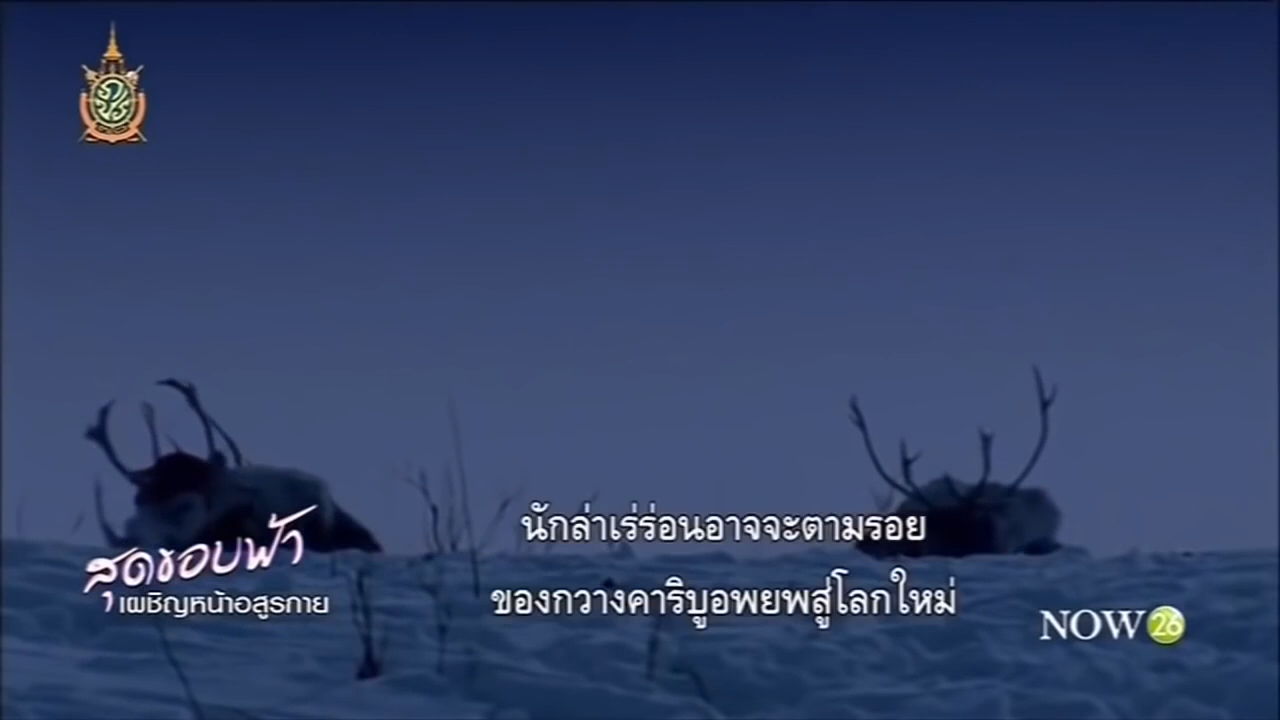 นักล่าเร่ร่อนอาจจะตามรอย
ของกวางคาริบูอพยพสู่โลกใหม่
สุดขอบฟ้า
เผชิญหน้าอสูรกาย
NOW26